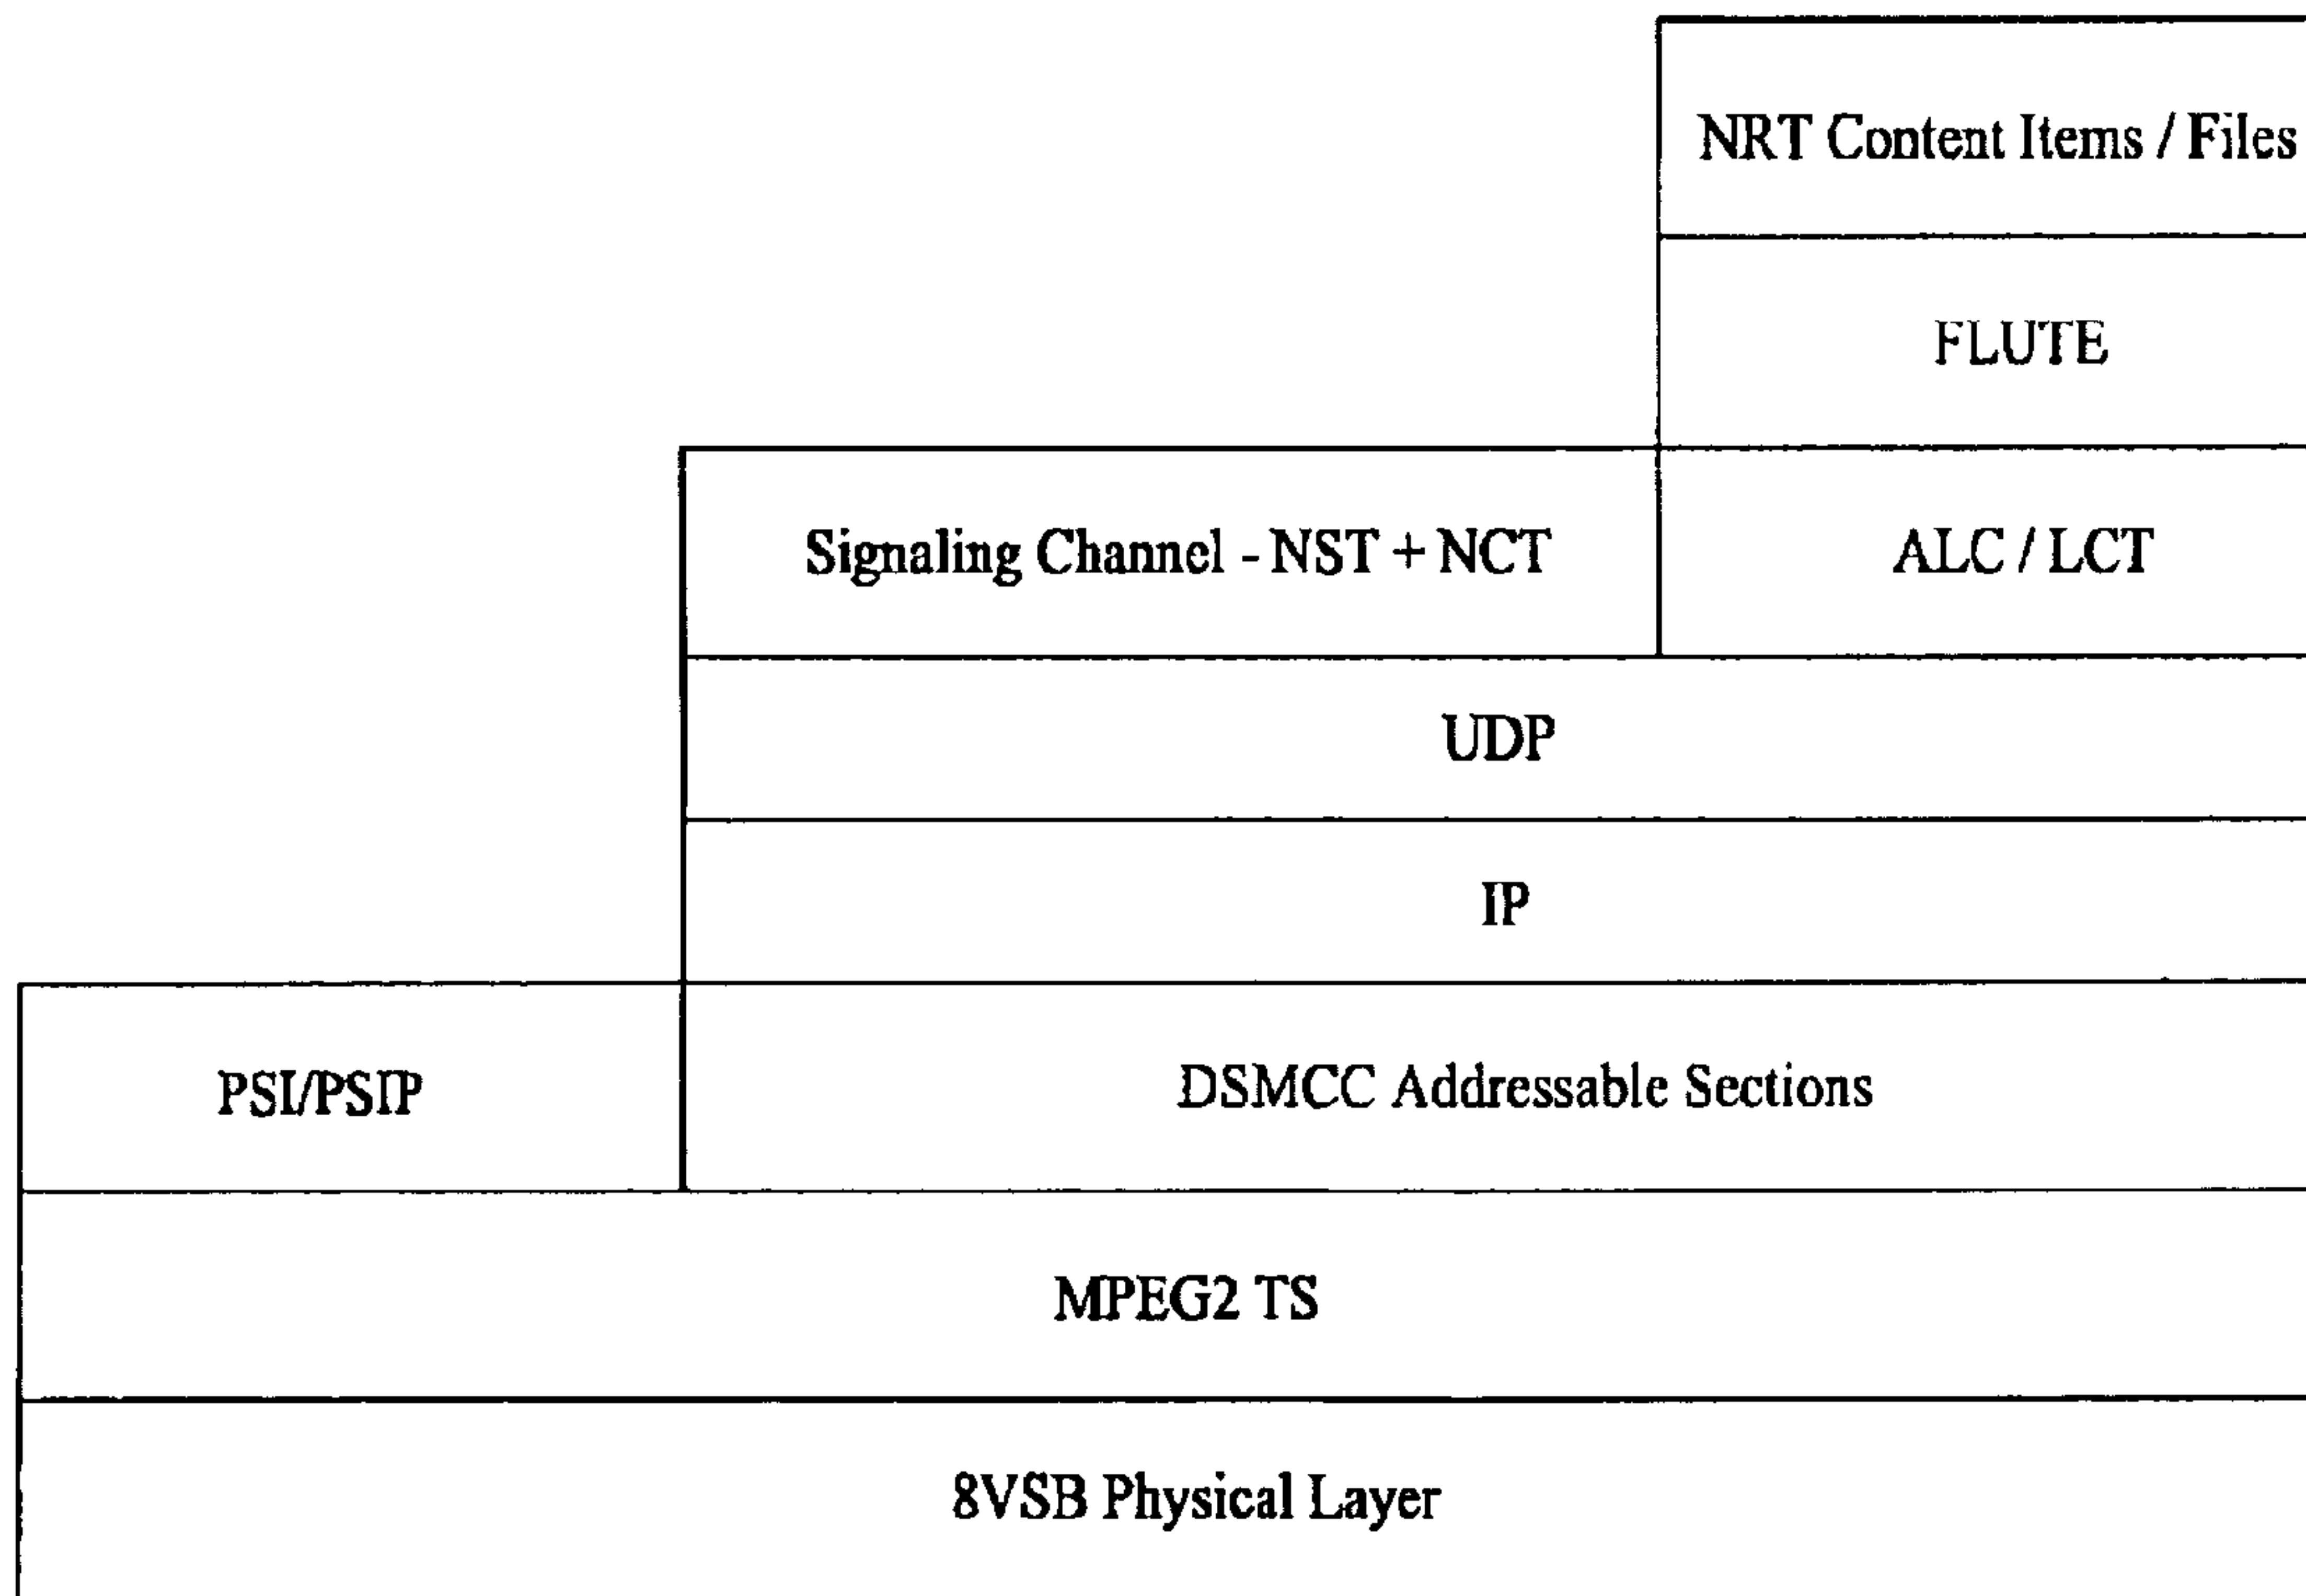 NRT Content Items / Files
FLUTE
Signaling Channel - NST + NCT
ALC / LCT
UDP
IP
PSI/PSIP
DSMCC Addressable Sections
MPEG2 TS
8VSB Physical Layer